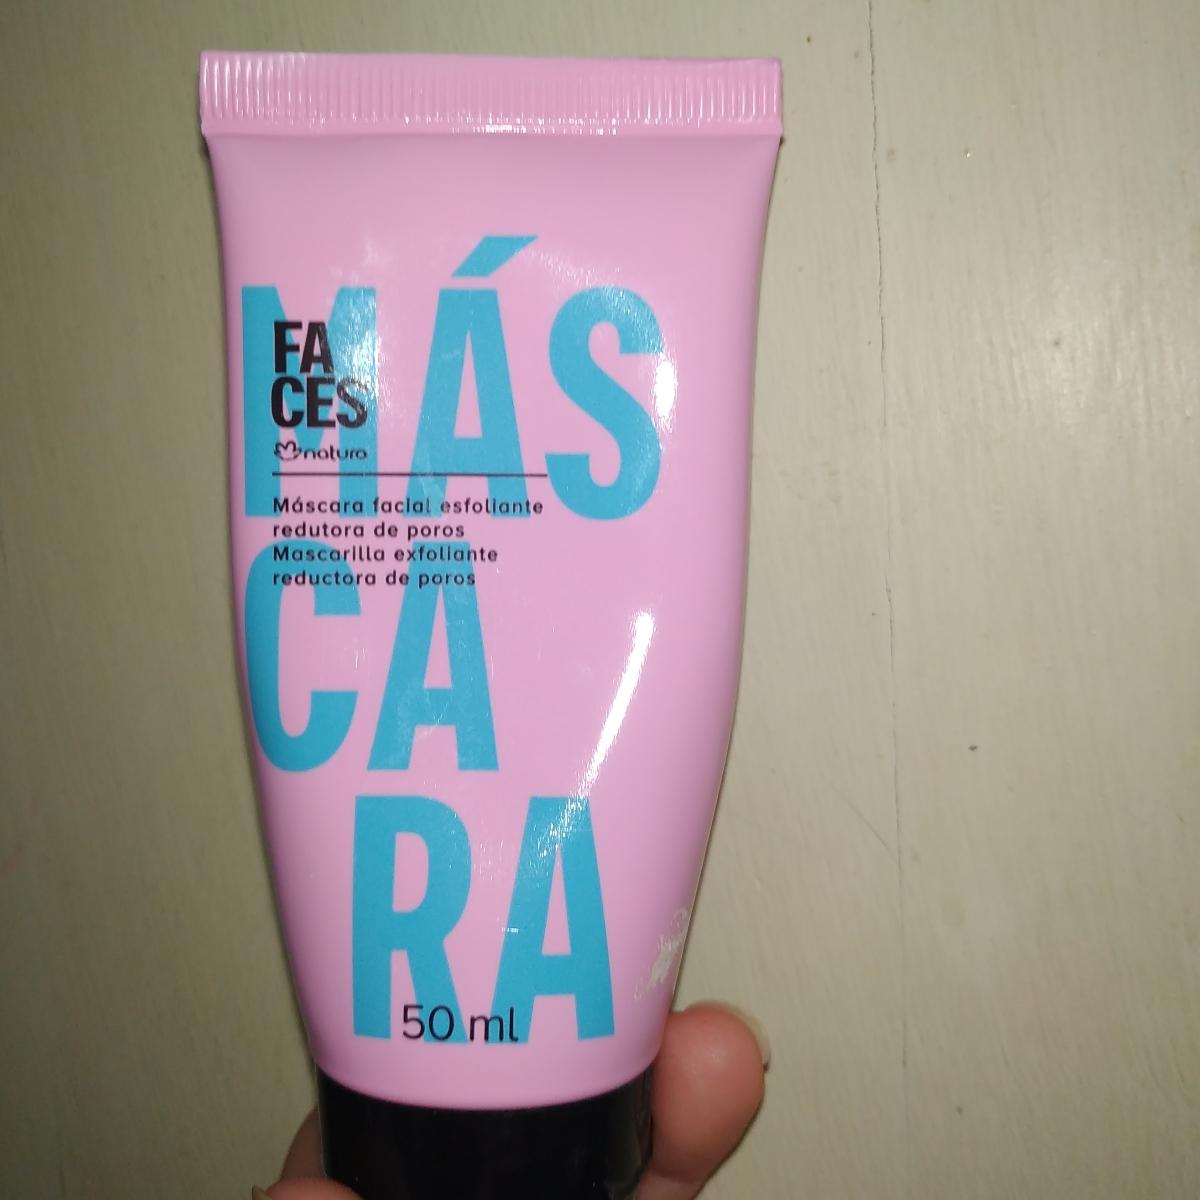 MÁS
FA
CES
natura
Máscara facial esfoliante
redutora de poros
Mascarilla exfoliante
reductora de poros
CA
RA
50 ml